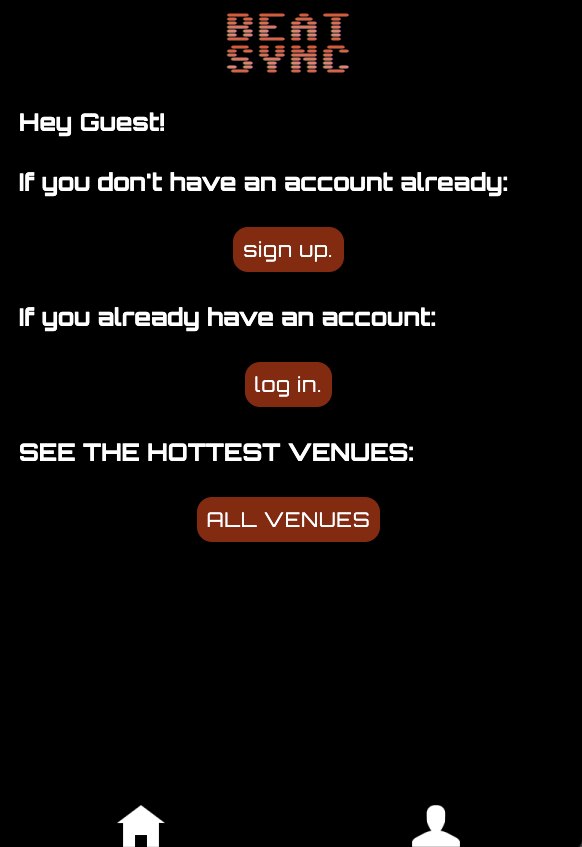 BEAT
SYNC
Hey Guest!
If you don't have an account already:
sign up.
If you already have an account:
log in.
SEE THE HOTTEST VENUES:
ALL VENUES